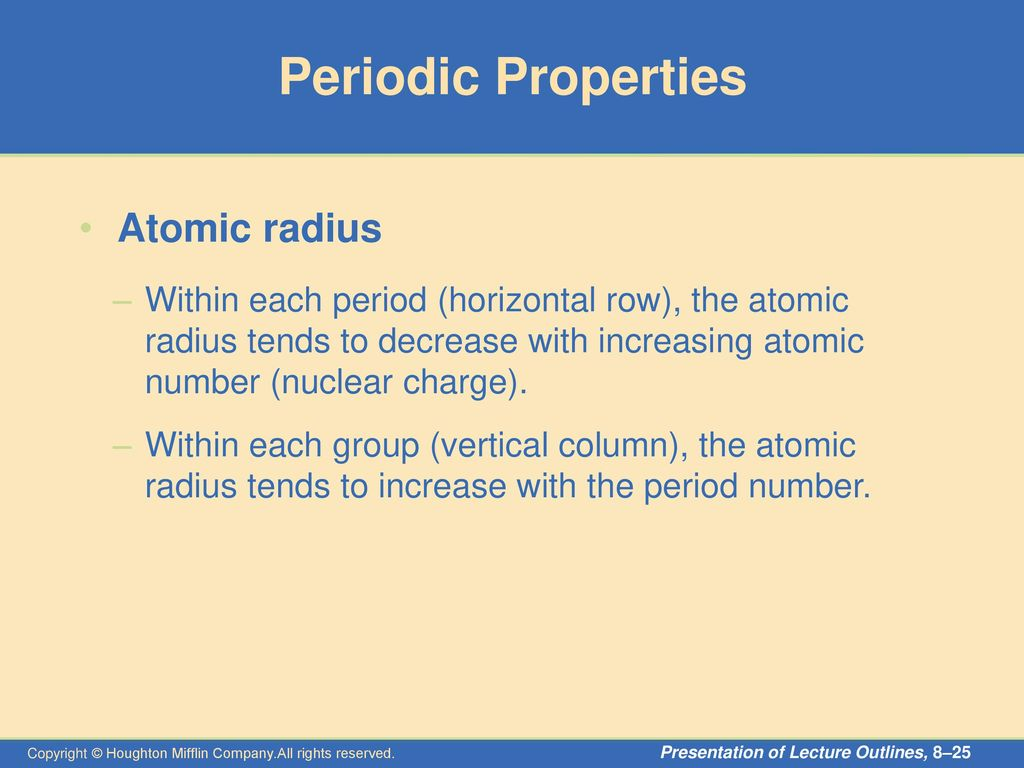 Periodic Properties
• Atomic radius
– Within each period (horizontal row), the atomic
radius tends to decrease with increasing atomic
number (nuclear charge).
– Within each group (vertical column), the atomic
radius tends to increase with the period number.
Copyright © Houghton Mifflin Company.All rights reserved.
Presentation of Lecture Outlines, 8–25